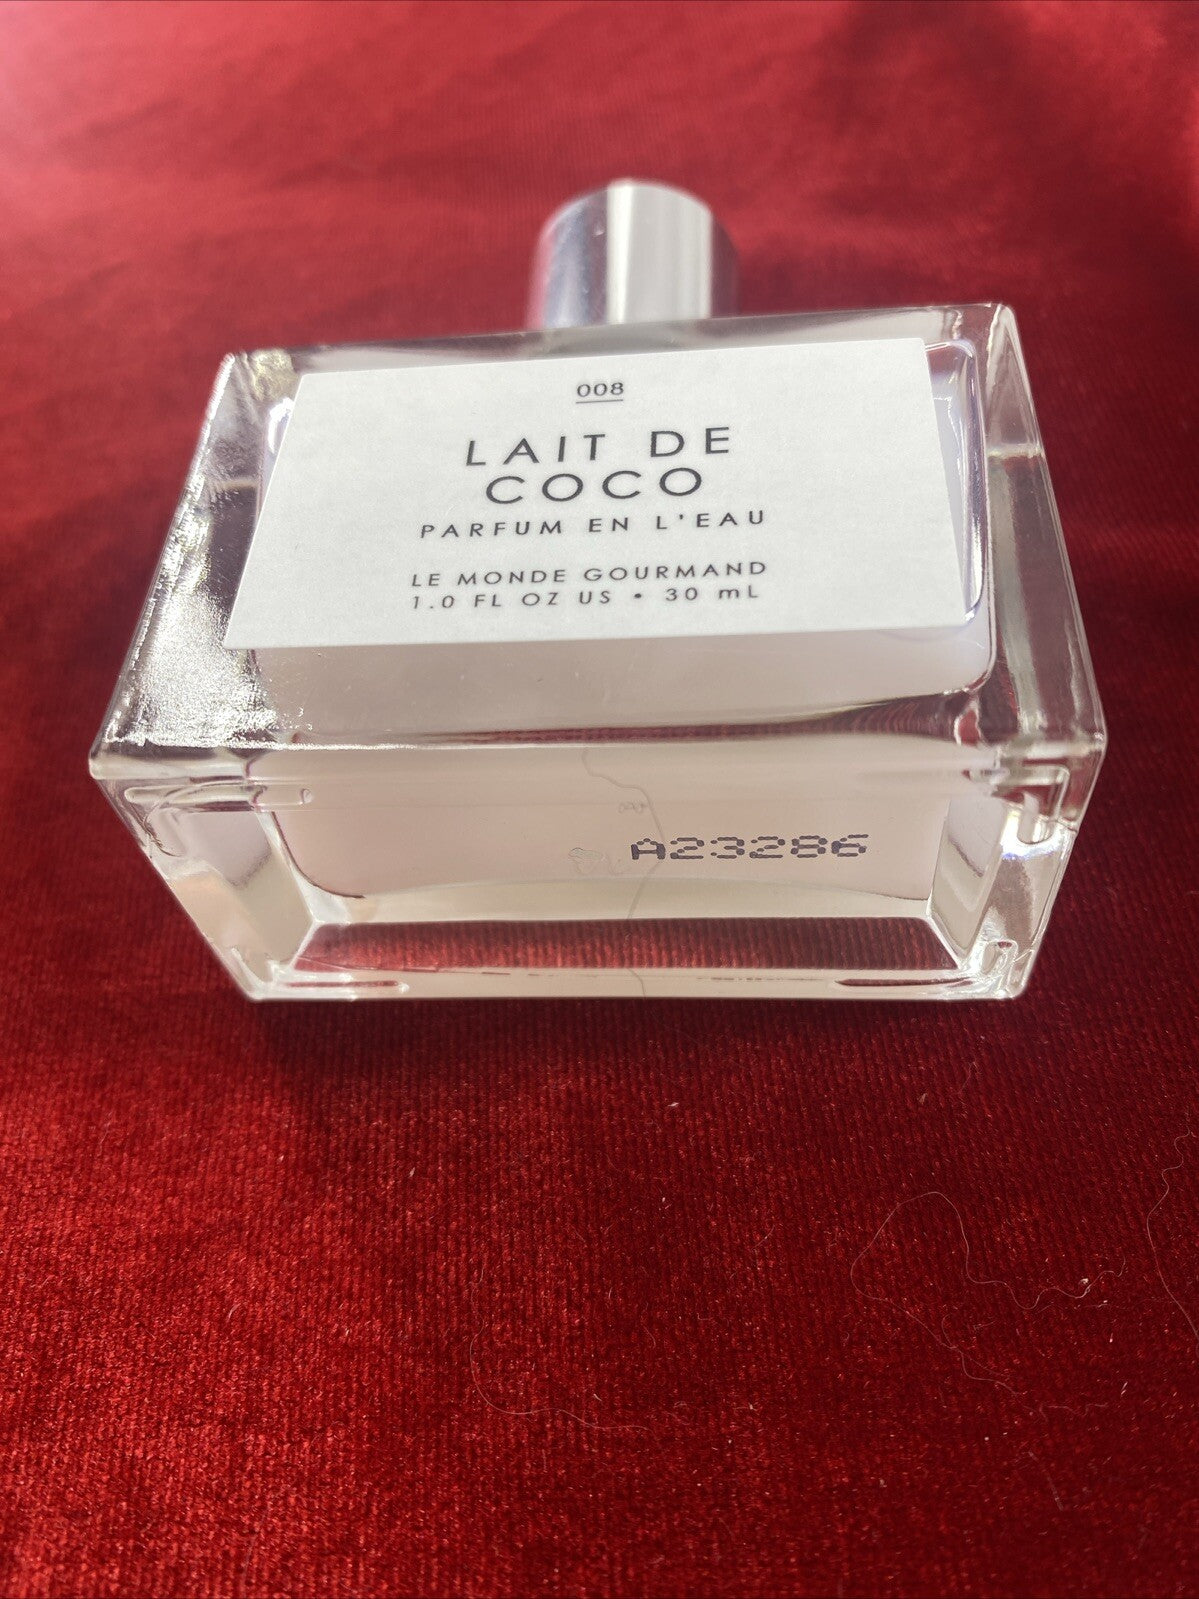 008
LAIT DE
COCO
PARFUM EN L'EAU
LE MONDE GOURMAND
1.0 FL OZ US • 30 mL
A23286